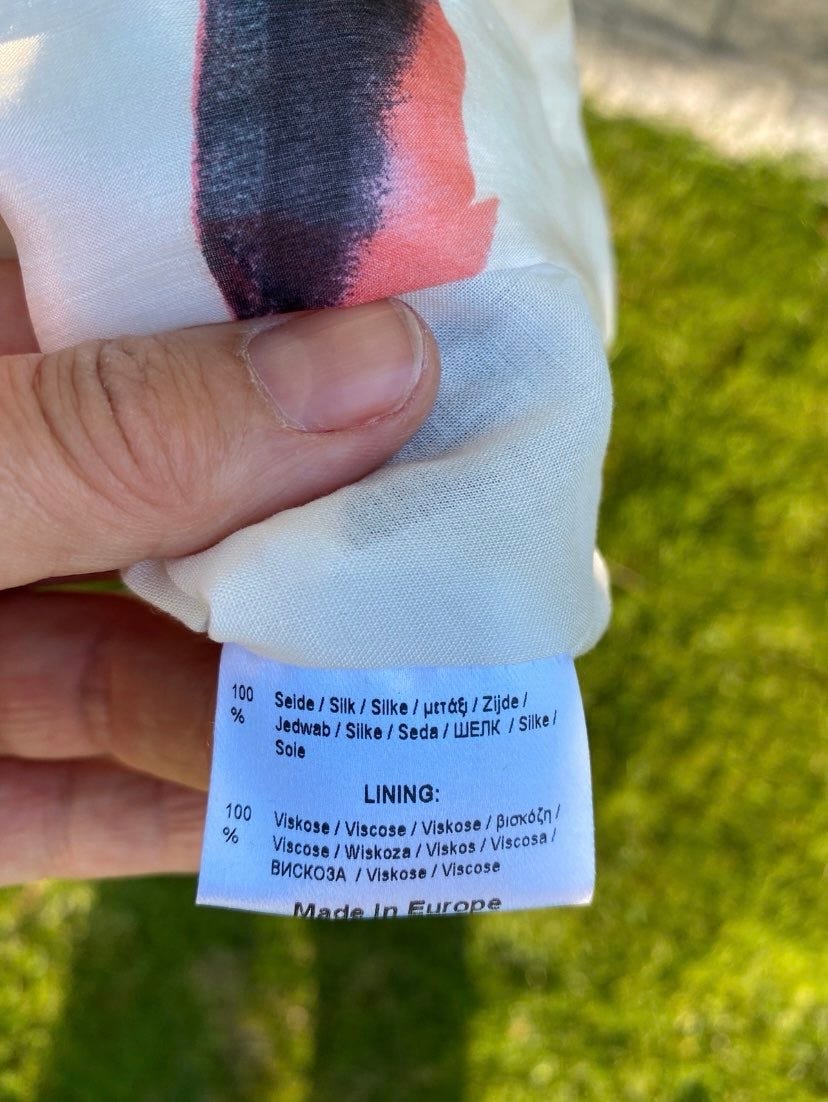 100 Seide / Silk / Silke / μετάξι / Zijde /
% Jedwab / Silke / Seda / ШЕЛК / Silke /
Soie
LINING:
100 Viskose / Viscose / Viskose / βισκόζη /
% Viscose / Wiskoza / Viskos / Viscosa /
ВИСКОЗА / Viskose / Viscose
Made In Europe